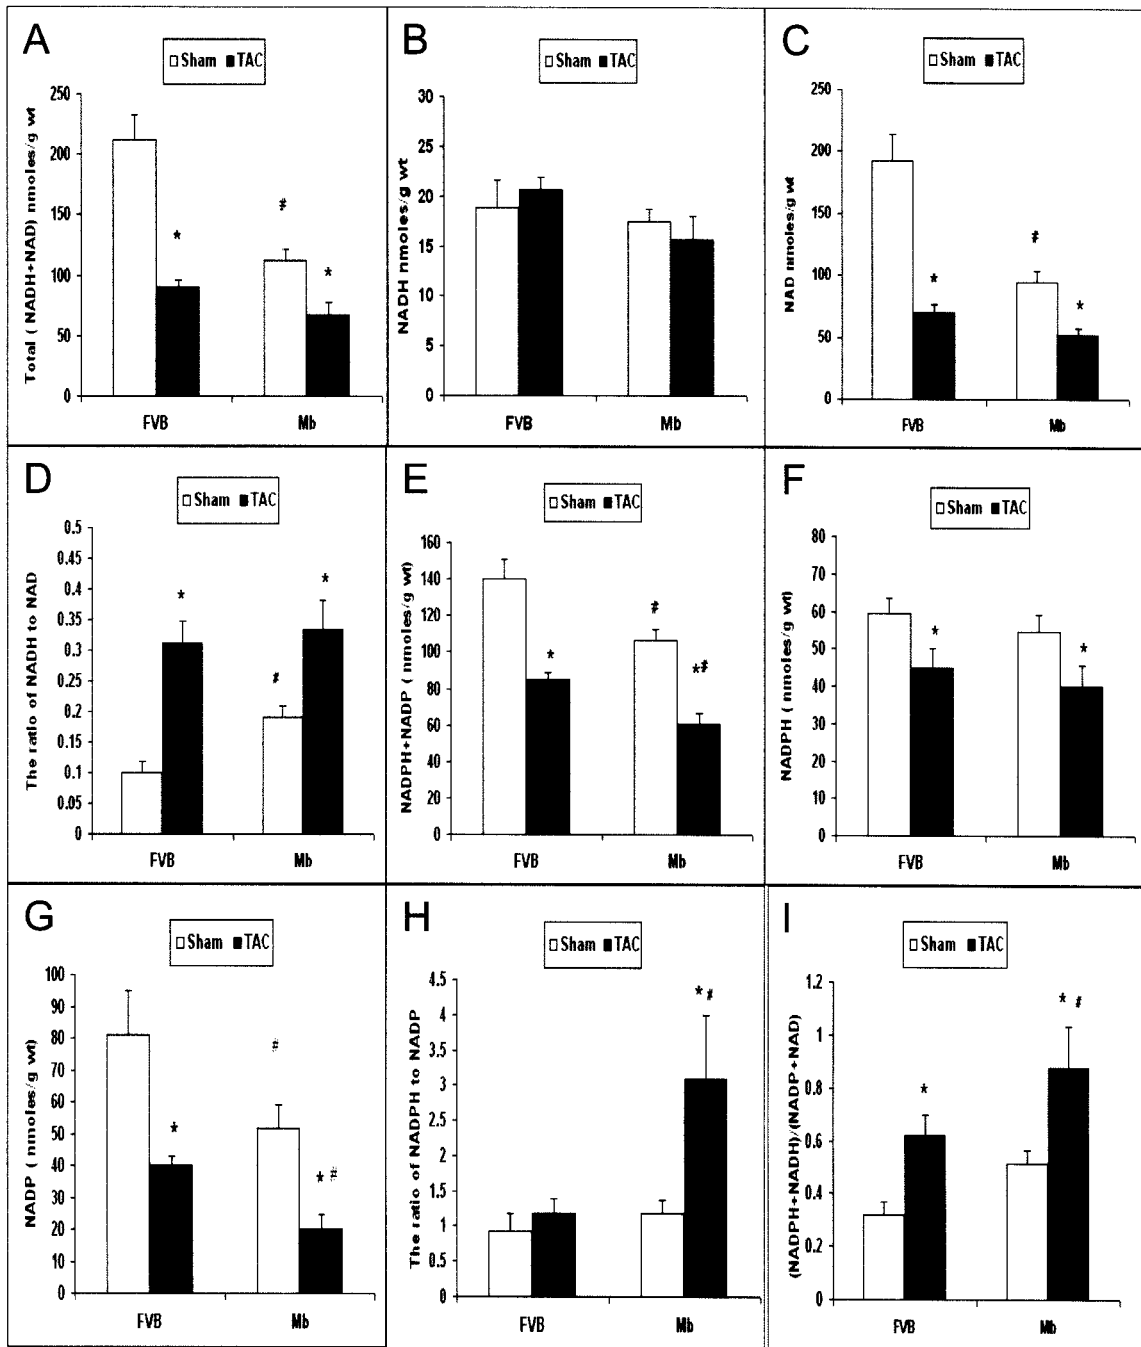 A
Sham TAC
Total ( NADH+NAD) nmoles/g wt
250
200
150
100
50
0
*
#
*
FVB Mb
B
Sham TAC
NADH nmoles/g wt
30
25
20
15
10
5
0
FVB Mb
C
Sham TAC
NAD nmoles/g wt
250
200
150
100
50
0
*
#
*
FVB Mb
D
Sham TAC
The ratio of NADH to NAD
0.5
0.45
0.4
0.35
0.3
0.25
0.2
0.15
0.1
0.05
0
*
#
*
FVB Mb
E
Sham TAC
NADPH+NADP ( nmoles/g wt)
160
140
120
100
80
60
40
20
0
*
#
*#
FVB Mb
F
Sham TAC
NADPH ( nmoles/g wt)
80
70
60
50
40
30
20
10
0
*
*
FVB Mb
G
Sham TAC
NADP ( nmoles/g wt)
100
90
80
70
60
50
40
30
20
10
0
*
#
* #
FVB Mb
H
Sham TAC
The ratio of NADPH to NADP
4.5
4
3.5
3
2.5
2
1.5
1
0.5
0
* #
FVB Mb
I
Sham TAC
(NADPH+NADH)/(NADP+NAD)
1.2
1
0.8
0.6
0.4
0.2
0
*
* #
FVB Mb